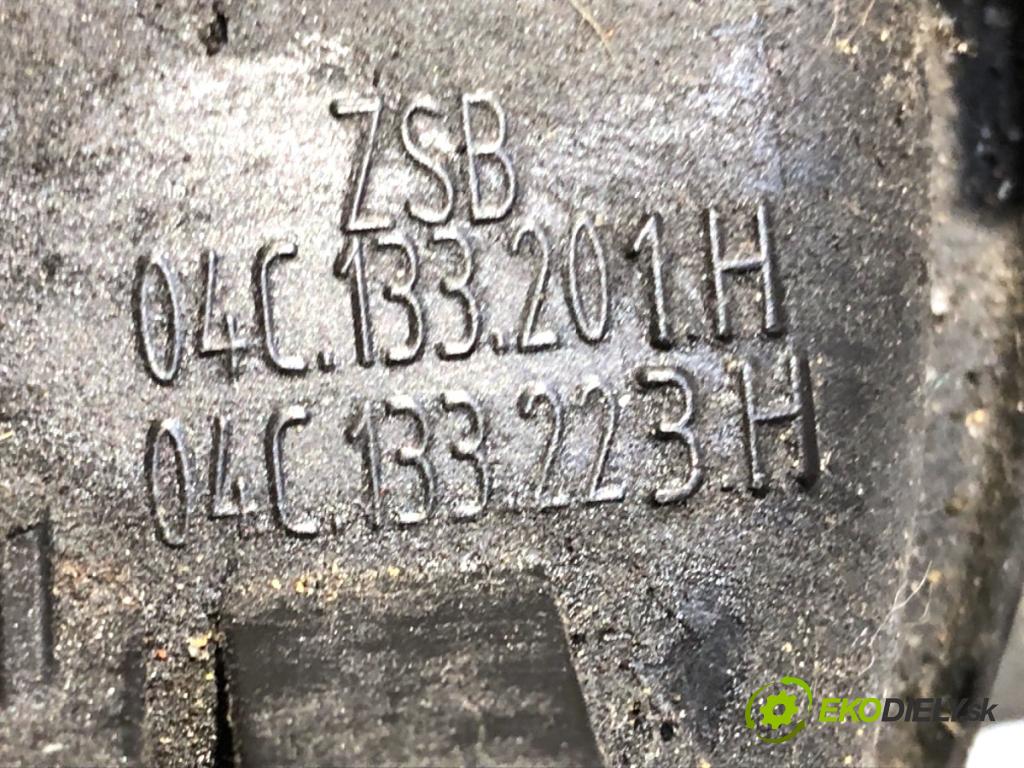 ZSB
04C.133.201.H
04C.133.223.H
EKODIELY.sk